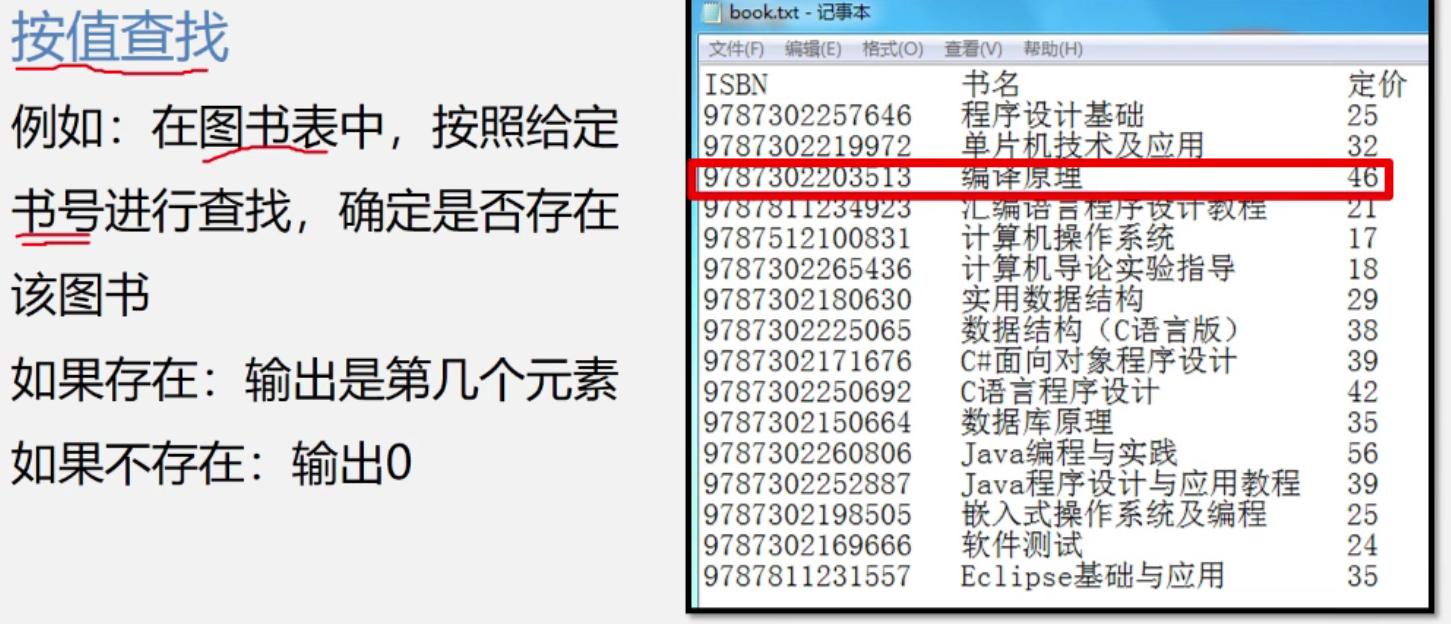 按值查找
例如：在图书表中，按照给定
书号进行查找，确定是否存在
该图书
如果存在：输出是第几个元素
如果不存在：输出0
book.txt - 记事本
文件(F) 编辑(E) 格式(O) 查看(V) 帮助(H)
ISBN 书名 定价
9787302257646 程序设计基础 25
9787302219972 单片机技术及应用 32
9787302203513 编译原理 46
9787811234923 汇编语言程序设计教程 21
9787512100831 计算机操作系统 17
9787302265436 计算机导论实验指导 18
9787302180630 实用数据结构 29
9787302225065 数据结构（C语言版） 38
9787302171676 C#面向对象程序设计 39
9787302250692 C语言程序设计 42
9787302150664 数据库原理 35
9787302260806 Java编程与实践 56
9787302252887 Java程序设计与应用教程 39
9787302198505 嵌入式操作系统及编程 25
9787302169666 软件测试 24
9787811231557 Eclipse基础与应用 35